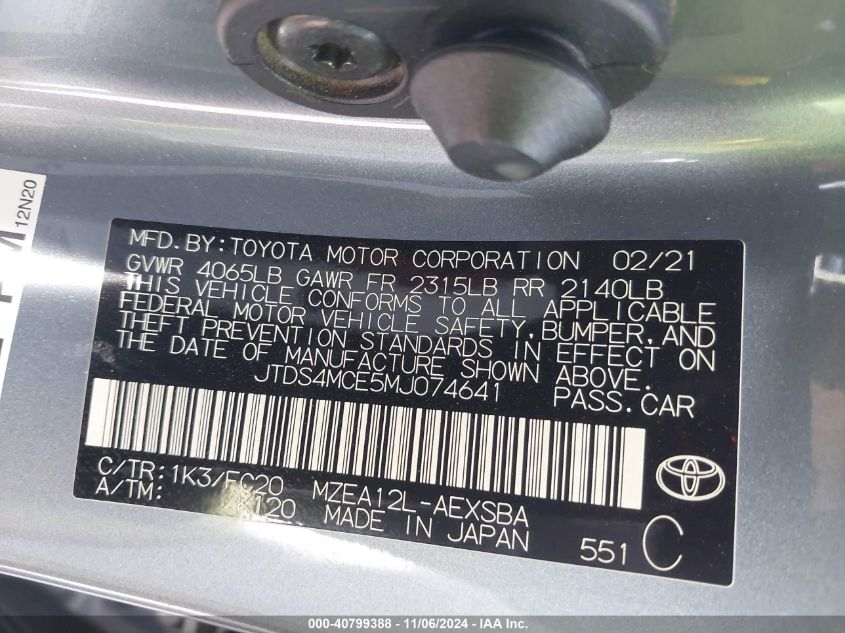 12N20
MFD.BY:TOYOTA MOTOR CORPORATION 02/21
GVWR 4065LB GAWR FR 2315LB RR 2140LB
THIS VEHICLE CONFORMS TO ALL APPLICABLE
FEDERAL MOTOR VEHICLE SAFETY,BUMPER,AND
THEFT PREVENTION STANDARDS IN EFFECT ON
THE DATE OF MANUFACTURE SHOWN ABOVE.
JTDS4MCE5MJ074641 PASS.CAR
C/TR:1K3/FC20 MZEA12L-AEXSBA
A/TM: /K120 MADE IN JAPAN 551 C
000-40799388 - 11/06/2024 - IAA Inc.